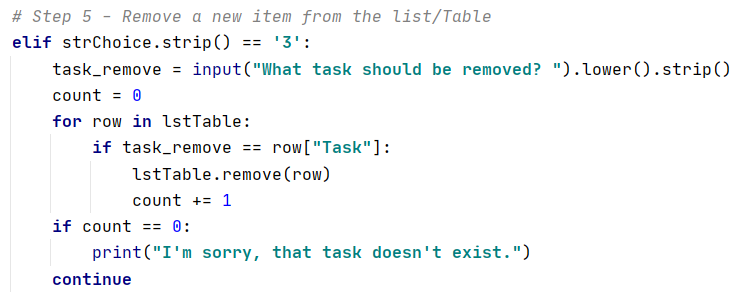 # Step 5 - Remove a new item from the list/Table
elif strChoice.strip() == '3':
    task_remove = input("What task should be removed? ").lower().strip()
    count = 0
    for row in lstTable:
        if task_remove == row["Task"]:
            lstTable.remove(row)
            count += 1
    if count == 0:
        print("I'm sorry, that task doesn't exist.")
    continue